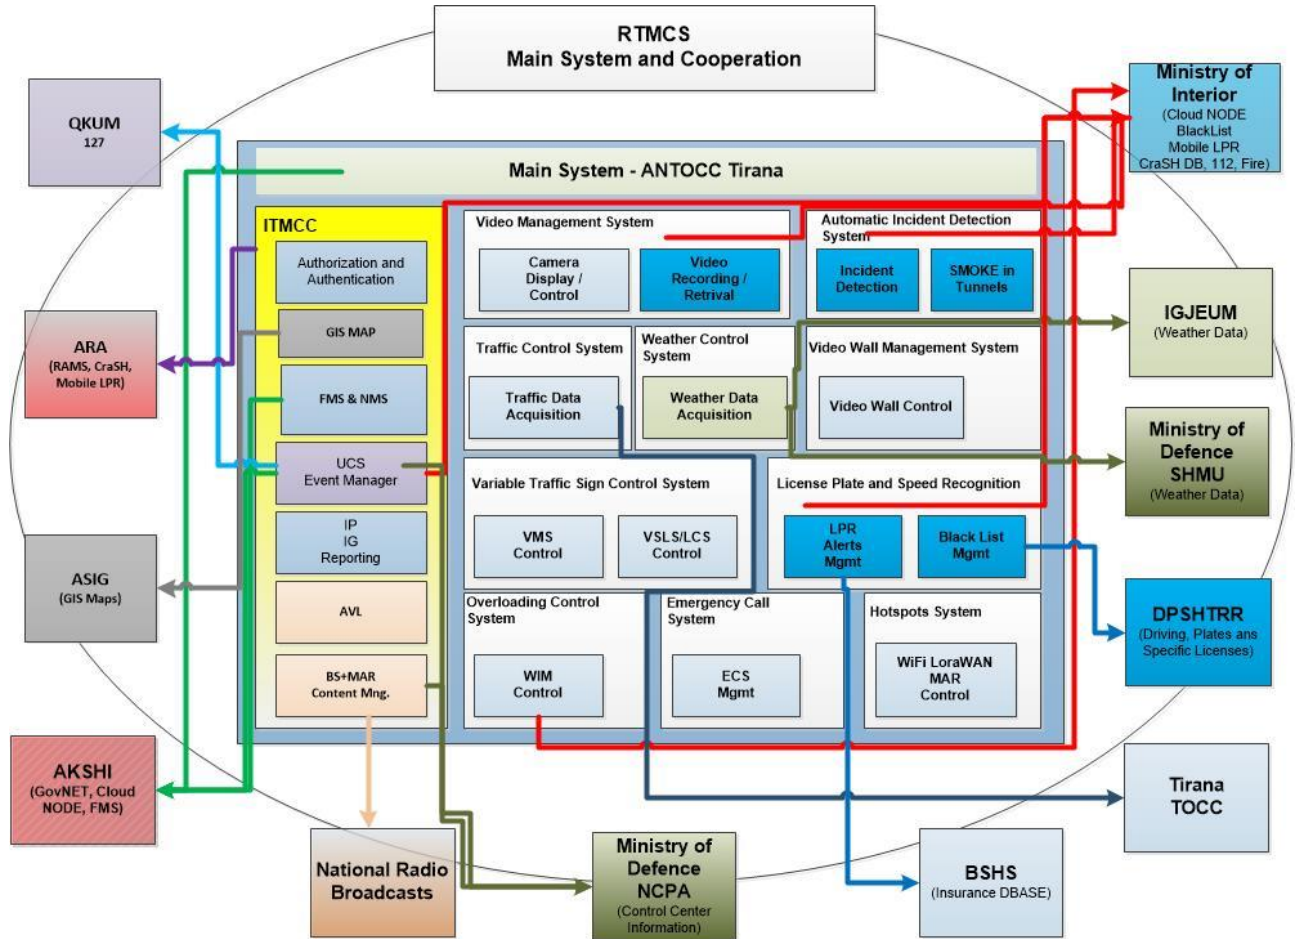 RTMCS
Main System and Cooperation
QKUM
127
Ministry of
Interior
(Cloud NODE
BlackList
Mobile LPR
CraSH DB, 112, Fire)
Main System - ANTOCC Tirana
ITMCC
Authorization and
Authentication
GIS MAP
FMS & NMS
UCS
Event Manager
IP
IG
Reporting
AVL
BS+MAR
Content Mng.
Video Management System
Camera
Display /
Control
Video
Recording /
Retrival
Automatic Incident Detection
System
Incident
Detection
SMOKE in
Tunnels
Traffic Control System
Traffic Data
Acquisition
Weather Control
System
Weather Data
Acquisition
Video Wall Management System
Video Wall Control
Variable Traffic Sign Control System
VMS
Control
VSLS/LCS
Control
License Plate and Speed Recognition
LPR
Alerts
Mgmt
Black List
Mgmt
Overloading Control
System
WIM
Control
Emergency Call
System
ECS
Mgmt
Hotspots System
WiFi LoraWAN
MAR
Control
ARA
(RAMS, CraSH,
Mobile LPR)
ASIG
(GIS Maps)
AKSHI
(GovNET, Cloud
NODE, FMS)
IGJEUM
(Weather Data)
Ministry of
Defence
SHMU
(Weather Data)
DPSHTRR
(Driving, Plates ans
Specific Licenses)
Tirana
TOCC
National Radio
Broadcasts
Ministry of
Defence
NCPA
(Control Center
Information)
BSHS
(Insurance DBASE)